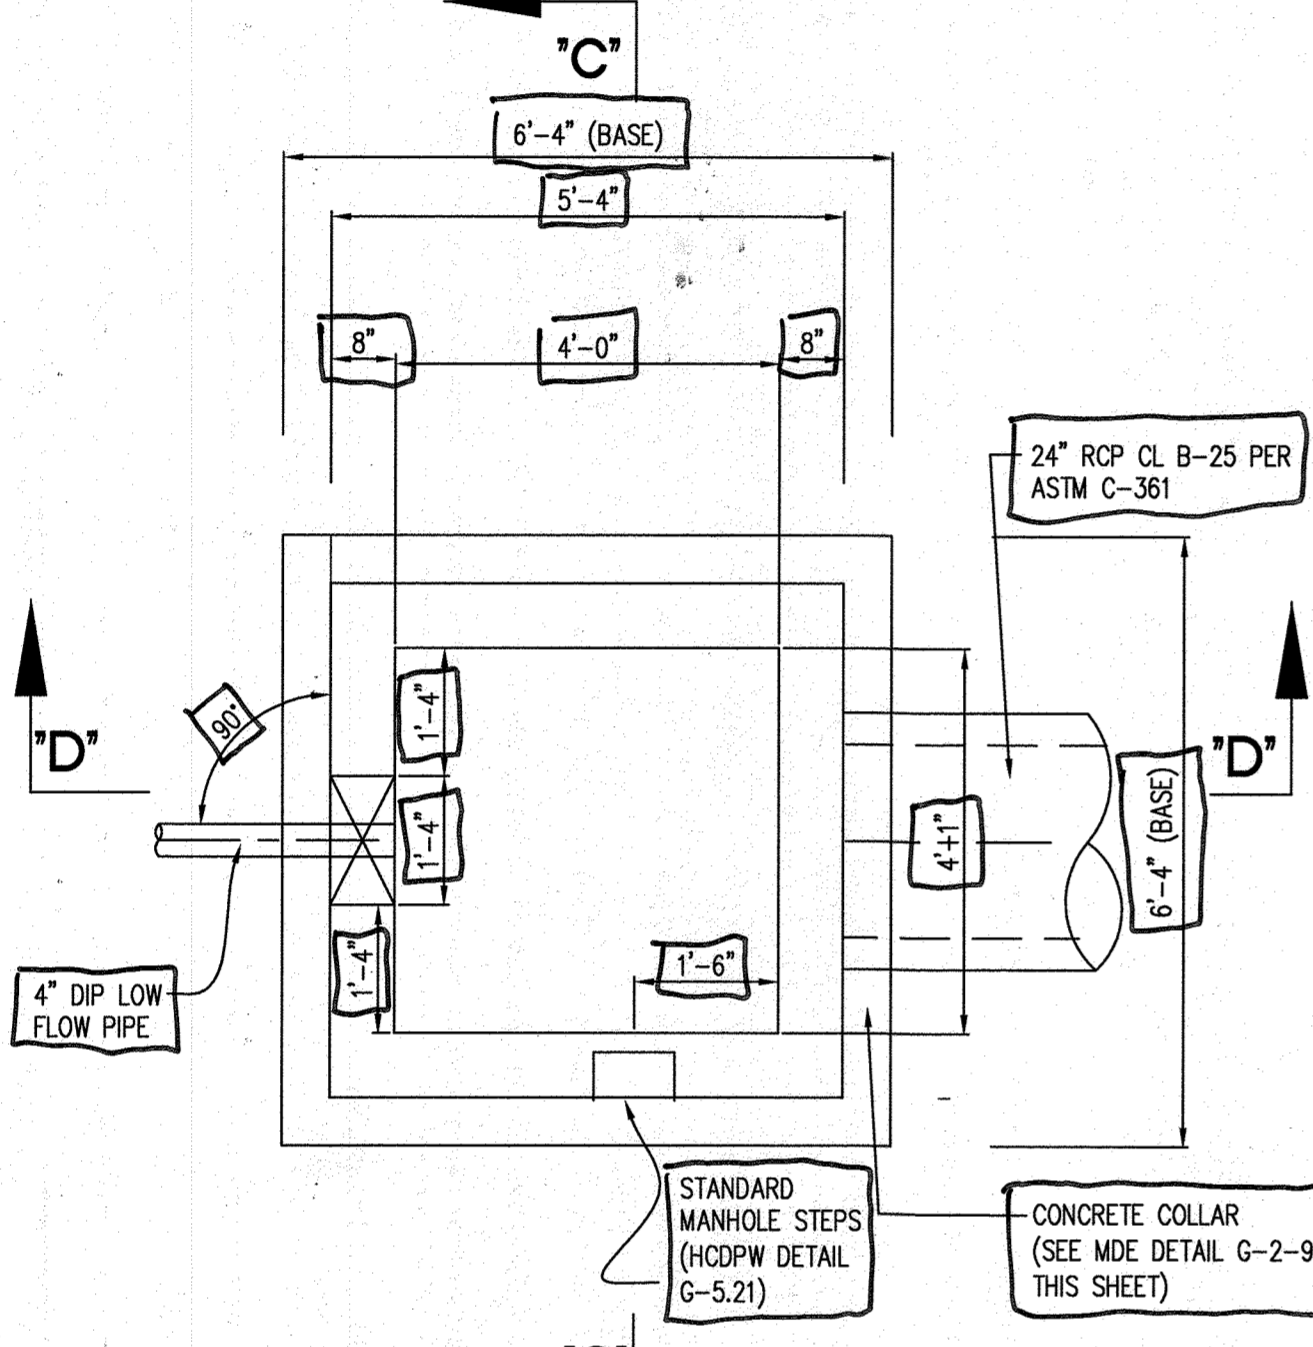 "C"
6'-4" (BASE)
5'-4"
8"
4'-0"
8"
24" RCP CL B-25 PER
ASTM C-361
90°
1'-4"
"D"
"D"
1'-4"
4'+1"
6'-4" (BASE)
1'-4"
1'-6"
4" DIP LOW
FLOW PIPE
STANDARD
MANHOLE STEPS
(HCDPW DETAIL
G-5.21)
CONCRETE COLLAR
(SEE MDE DETAIL G-2-9
THIS SHEET)